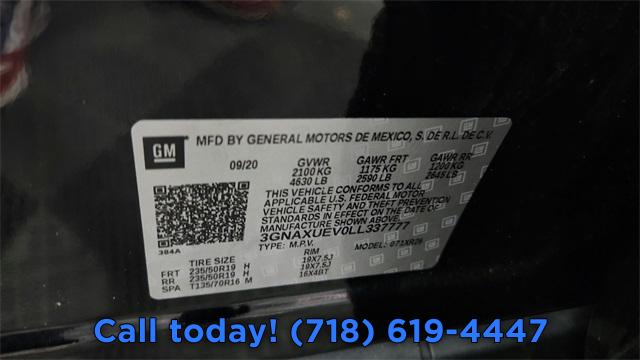 GM MFD BY GENERAL MOTORS DE MEXICO, S. DE R.L. DE C.V.
09/20 GVWR GAWR FRT GAWR RR
2100 KG 1175 KG 1200 KG
4630 LB 2590 LB 2645 LB
THIS VEHICLE CONFORMS TO ALL
APPLICABLE U.S. FEDERAL MOTOR
VEHICLE SAFETY AND THEFT PREVENTION
STANDARDS IN EFFECT ON THE DATE OF
MANUFACTURE SHOWN ABOVE.
3GNAXUEV0LL337777
384A TYPE: M.P.V. MODEL: 071XR26
TIRE SIZE RIM
FRT 235/50R19 H 19X7.5J
RR 235/50R19 H 19X7.5J
SPA T135/70R16 M 16X4BT
Call today! (718) 619-4447